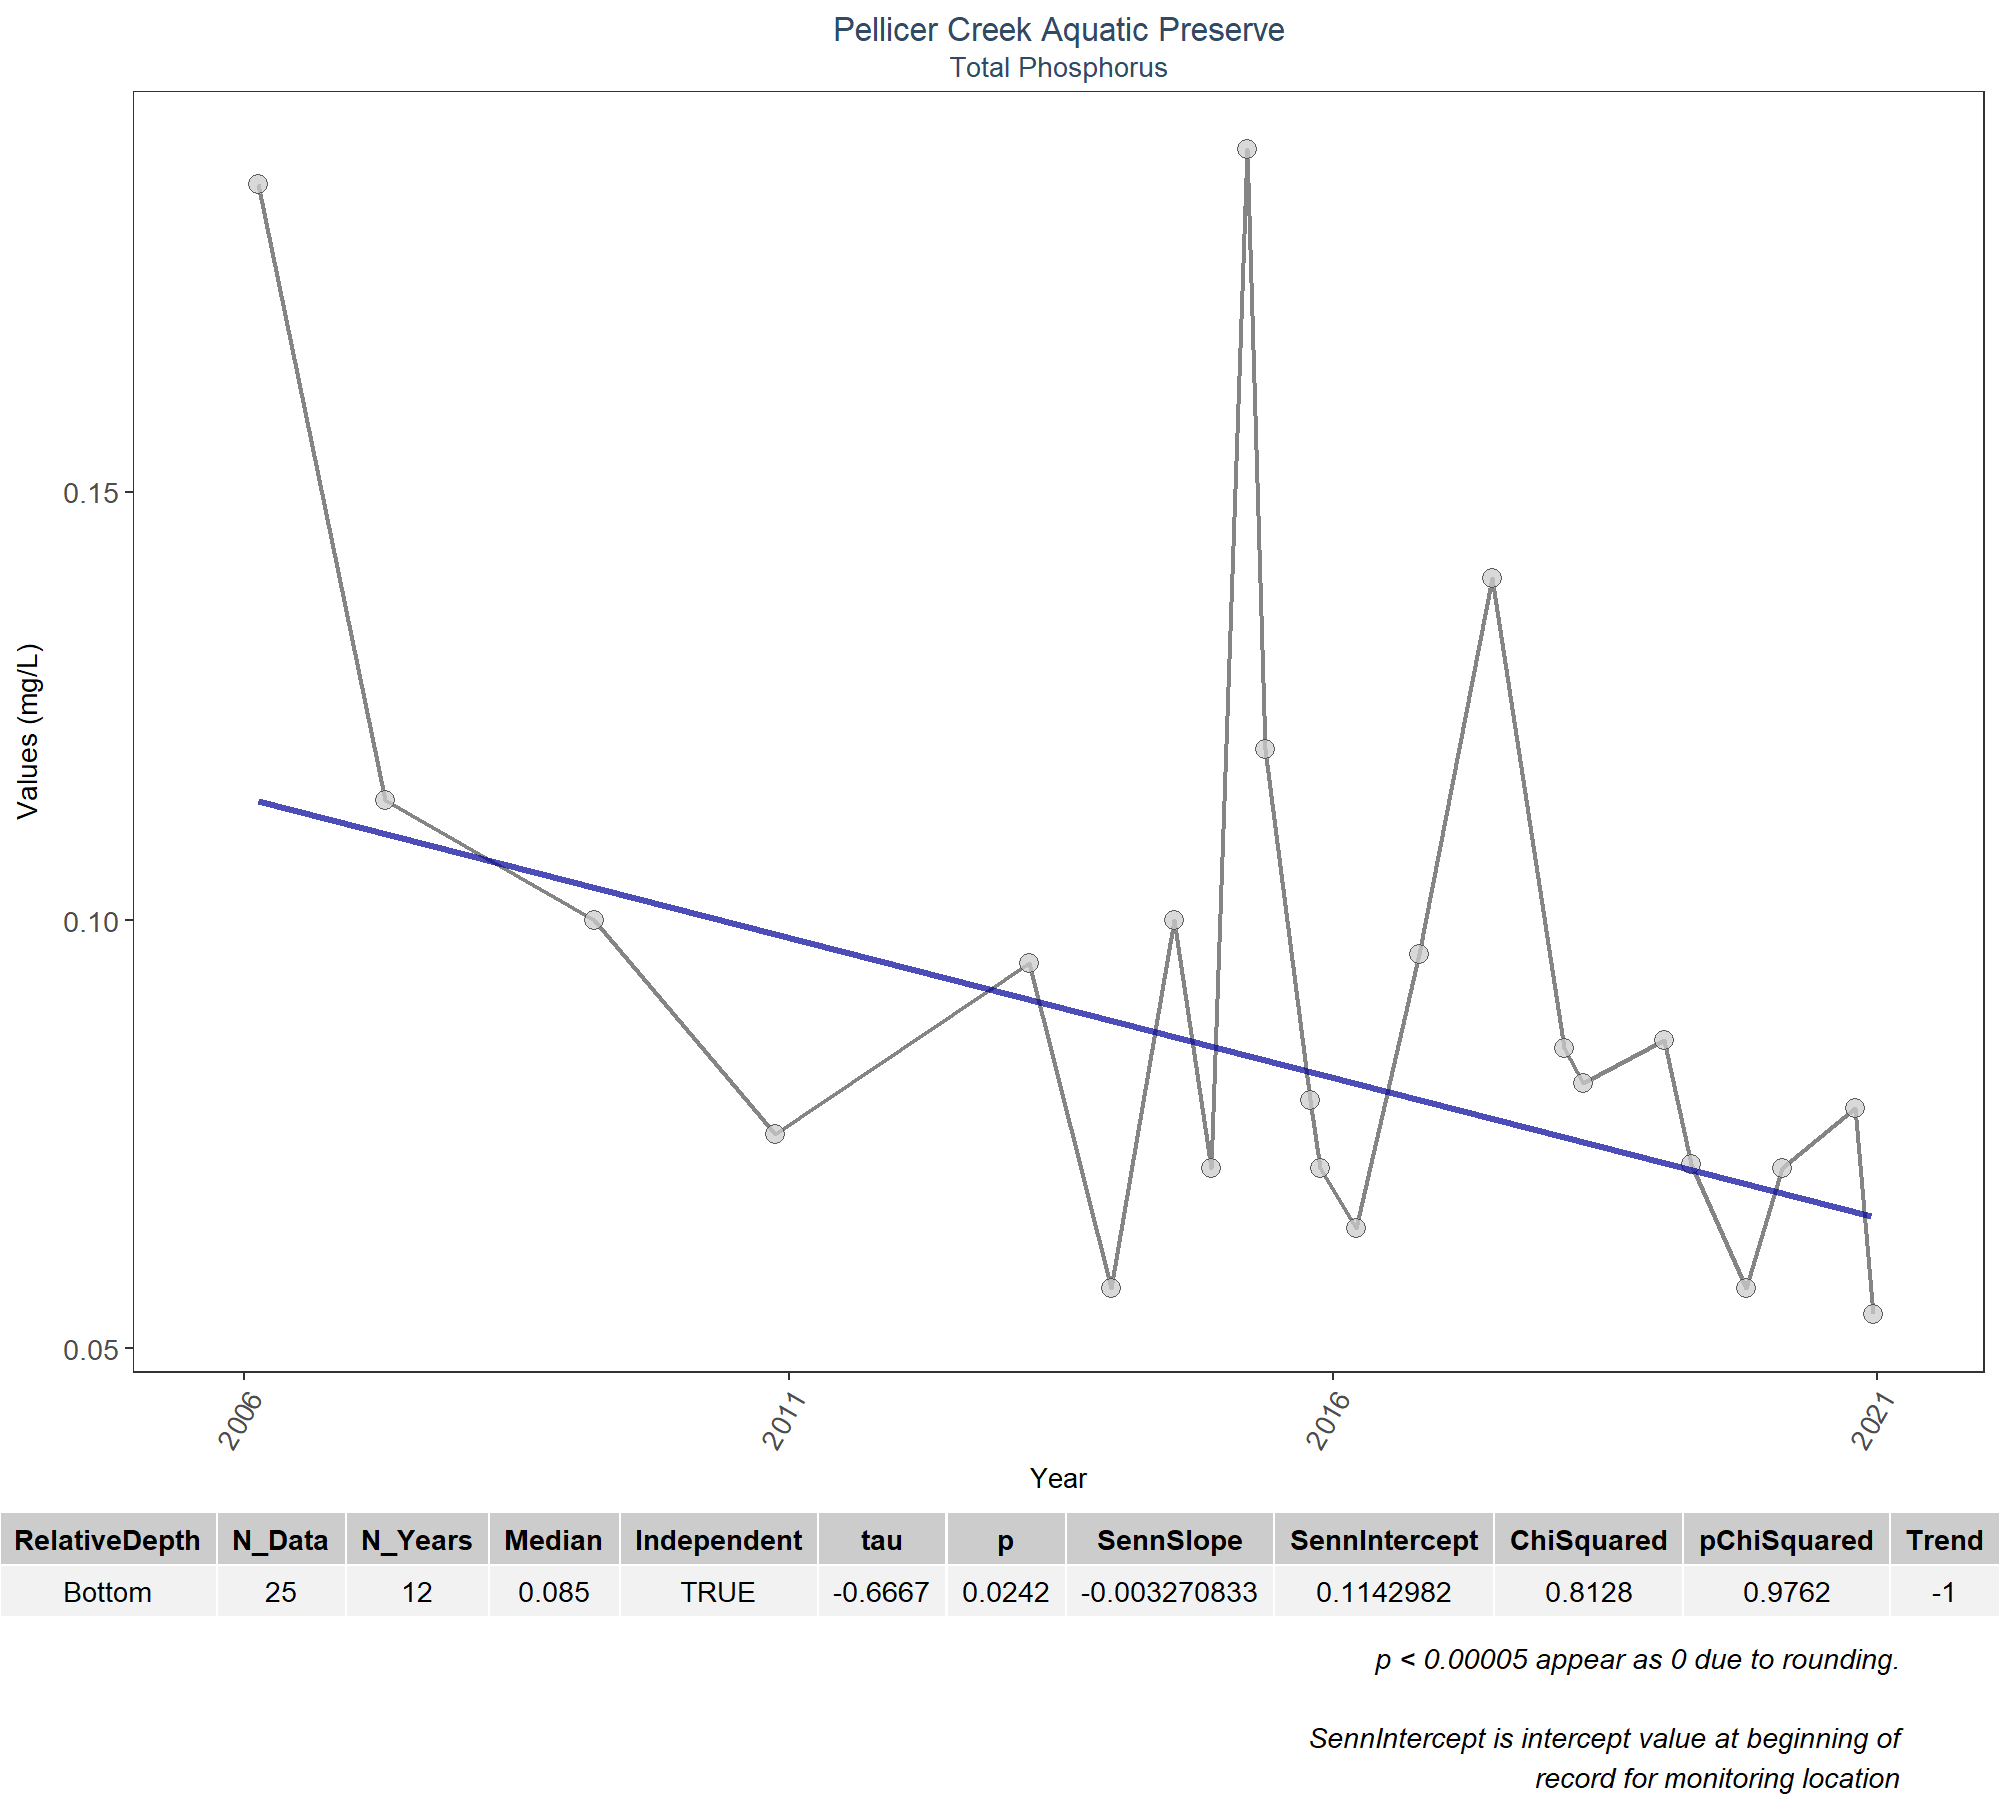 Pellicer Creek Aquatic Preserve
Total Phosphorus
Values (mg/L)
0.15
0.10
0.05
2006 2011 2016 2021
Year
RelativeDepth N_Data N_Years Median Independent tau p SennSlope SennIntercept ChiSquared pChiSquared Trend
Bottom 25 12 0.085 TRUE -0.6667 0.0242 -0.003270833 0.1142982 0.8128 0.9762 -1
p < 0.00005 appear as 0 due to rounding.
SennIntercept is intercept value at beginning of
record for monitoring location